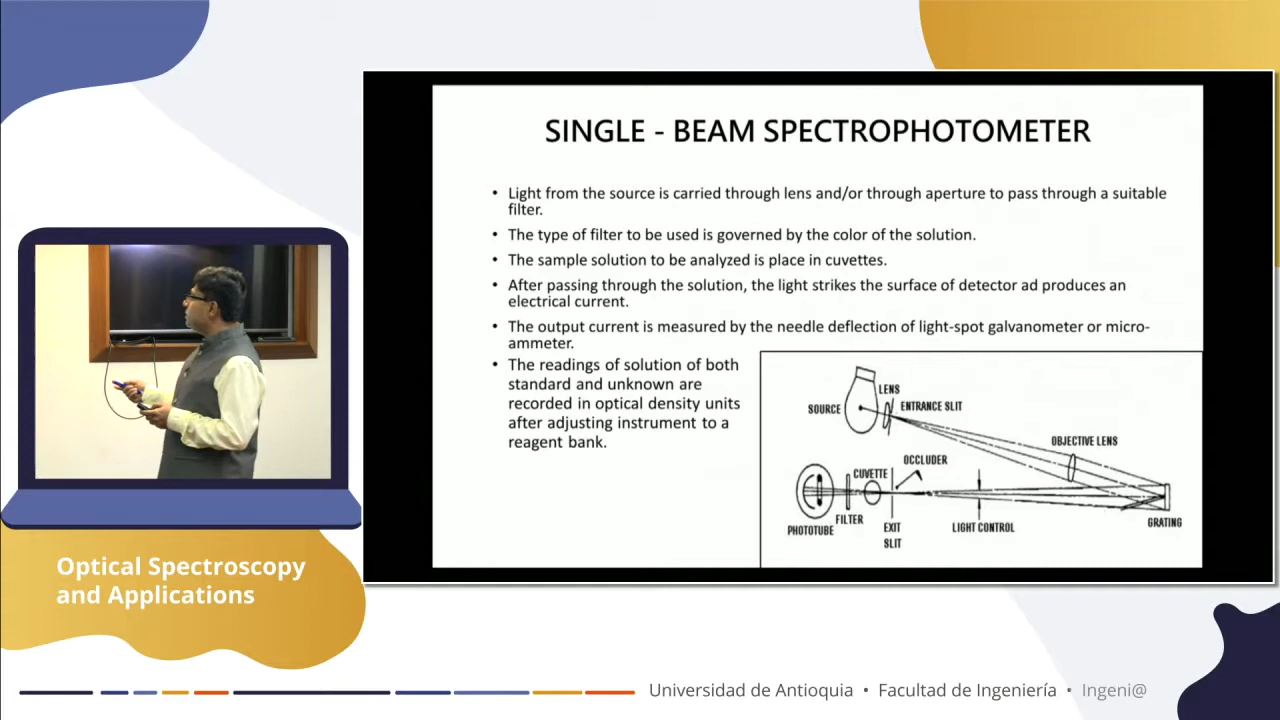 SINGLE - BEAM SPECTROPHOTOMETER
• Light from the source is carried through lens and/or through aperture to pass through a suitable
filter.
• The type of filter to be used is governed by the color of the solution.
• The sample solution to be analyzed is place in cuvettes.
• After passing through the solution, the light strikes the surface of detector ad produces an
electrical current.
• The output current is measured by the needle deflection of light-spot galvanometer or micro-
ammeter.
• The readings of solution of both
standard and unknown are
recorded in optical density units
after adjusting instrument to a
reagent bank.
LENS
SOURCE
ENTRANCE SLIT
OBJECTIVE LENS
OCCLUDER
CUVETTE
FILTER
PHOTOTUBE
EXIT
SLIT
LIGHT CONTROL
GRATING
Optical Spectroscopy
and Applications
Universidad de Antioquia • Facultad de Ingeniería • Ingeni@